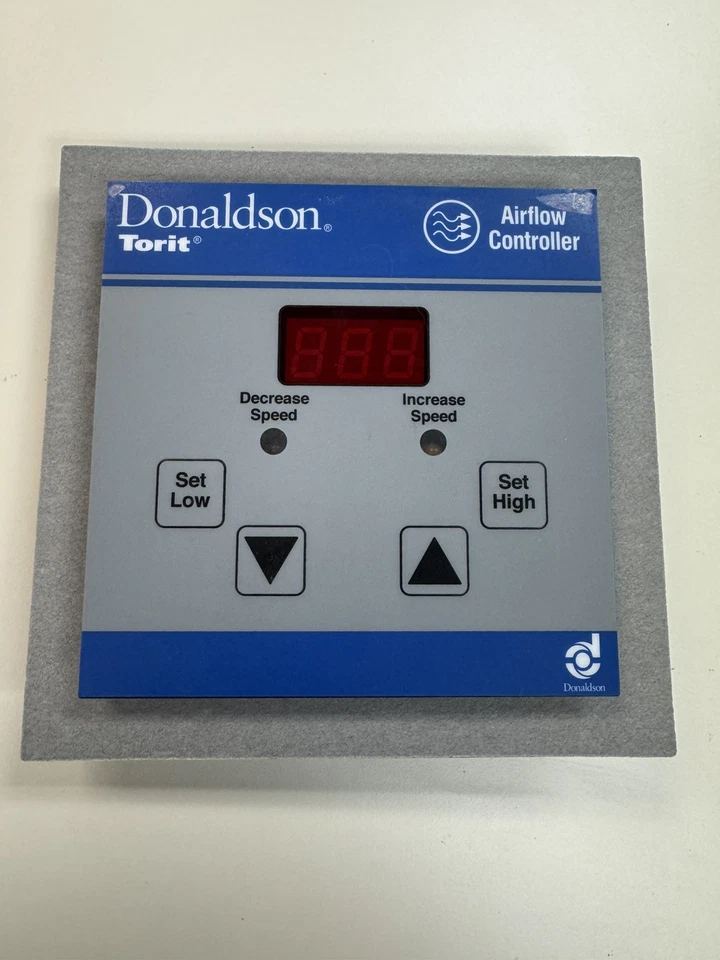 Donaldson®
Torit®
Airflow
Controller
Decrease
Speed
Increase
Speed
Set
Low
Set
High
Donaldson